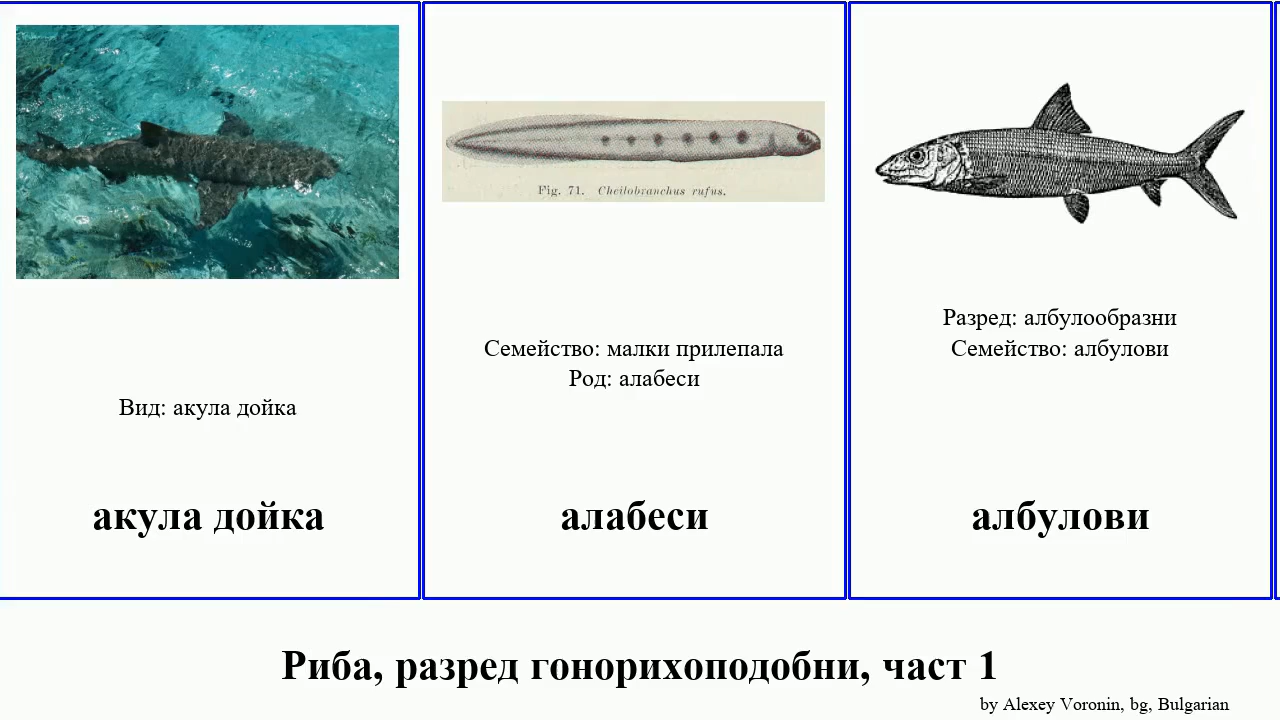 Fig. 71. Cheilobranchus rufus.
Вид: акула дойка
акула дойка
Семейство: малки прилепала
Род: алабеси
алабеси
Разред: албулообразни
Семейство: албулови
албулови
Риба, разред гонорихоподобни, част 1
by Alexey Voronin, bg, Bulgarian